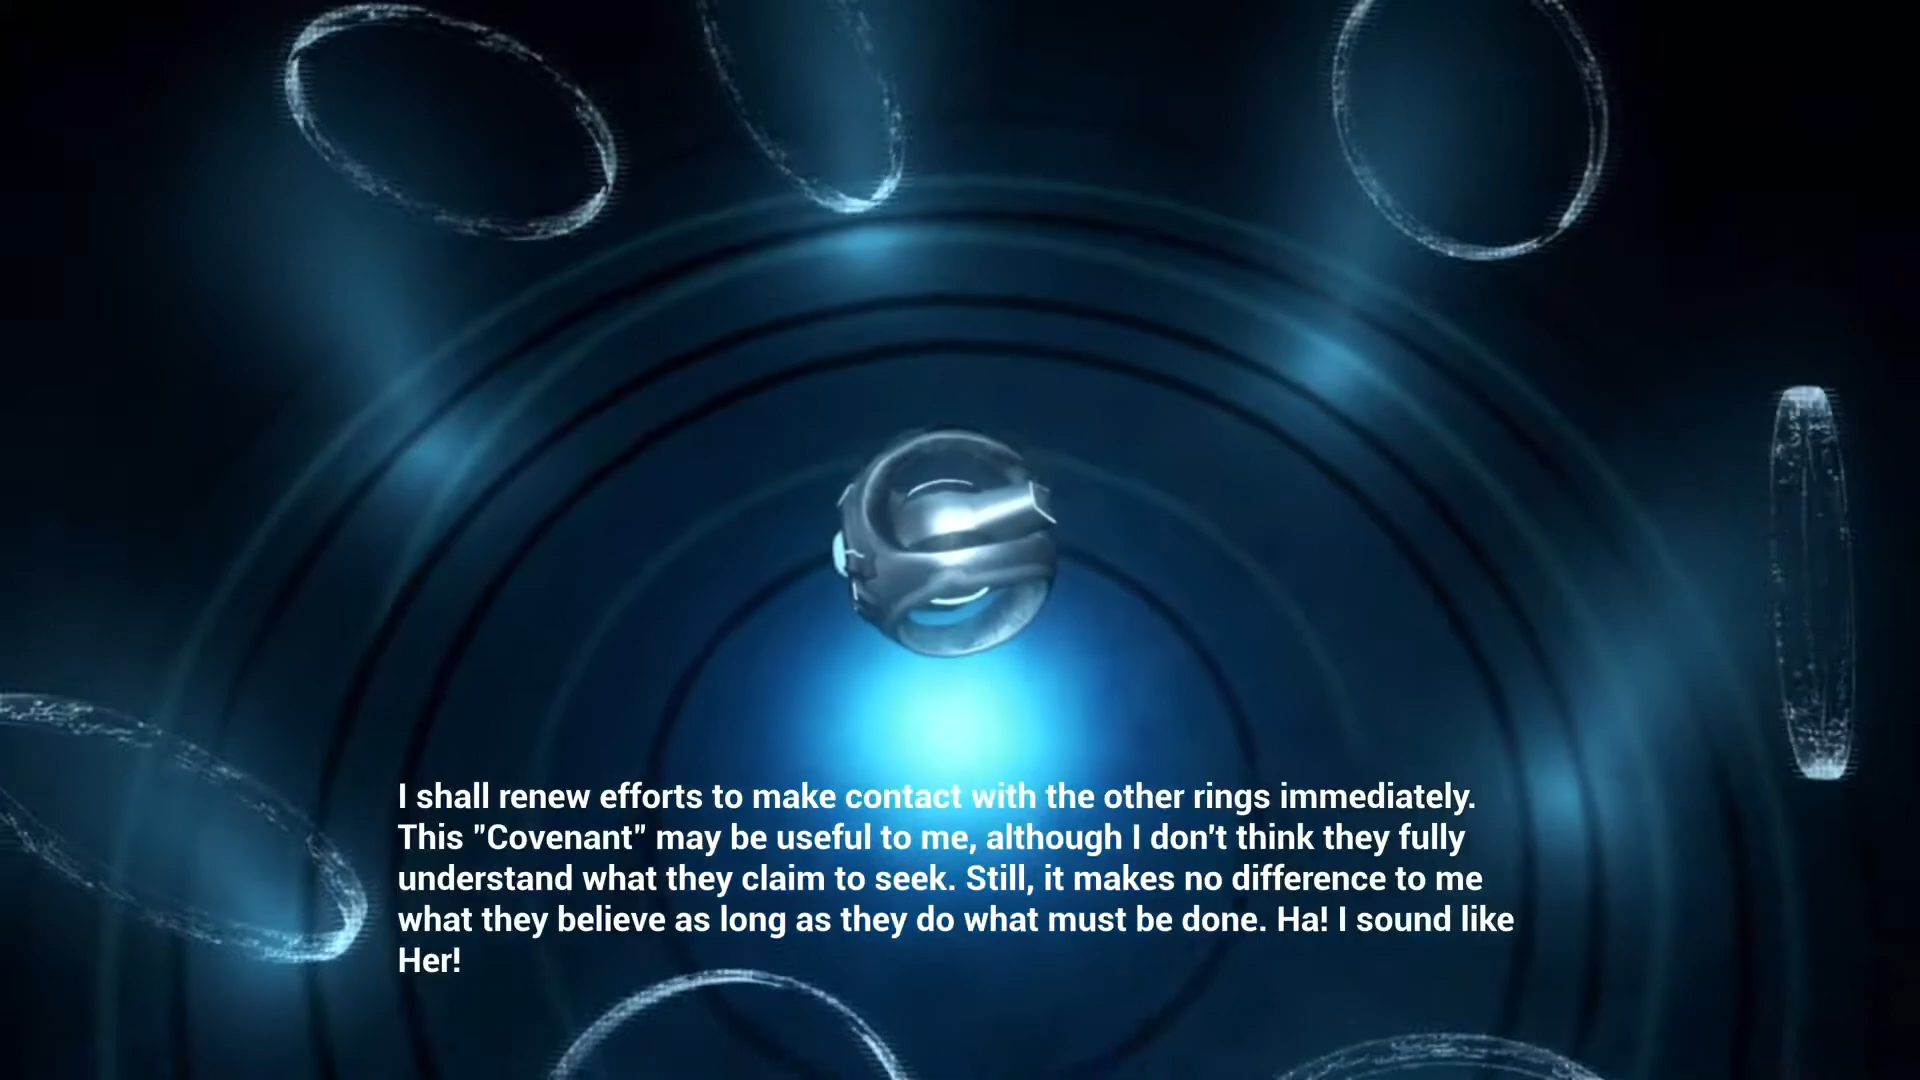 I shall renew efforts to make contact with the other rings immediately.
This "Covenant" may be useful to me, although I don't think they fully
understand what they claim to seek. Still, it makes no difference to me
what they believe as long as they do what must be done. Ha! I sound like
Her!